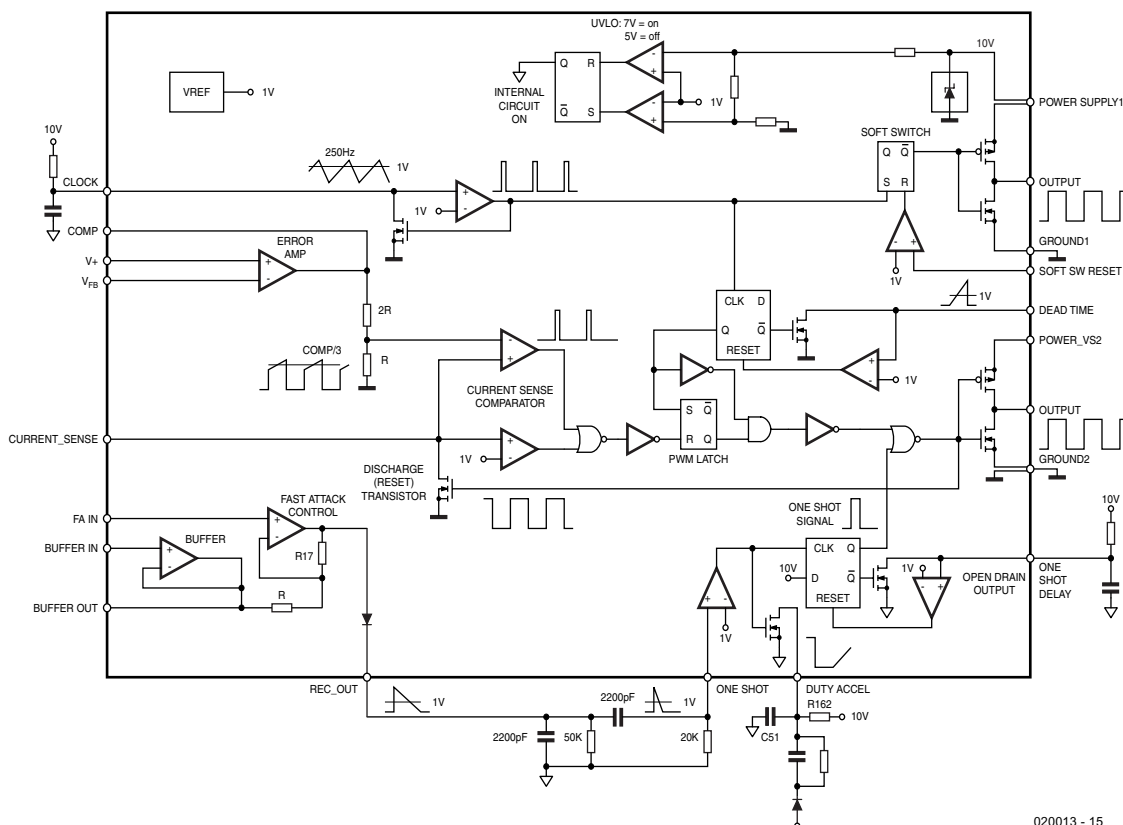 UVLO: 7V = on
5V = off
10V
Q
R
-
+
VREF
1V
INTERNAL
CIRCUIT
ON
Q
S
-
+
1V
POWER SUPPLY1
10V
SOFT SWITCH
250Hz
1V
Q
Q
CLOCK
+
-
1V
S
R
OUTPUT
COMP
ERROR
AMP
GROUND1
V+
+
-
+
VFB
-
1V
SOFT SW RESET
2R
CLK
D
1V
DEAD TIME
Q
Q
POWER_VS2
COMP/3
R
-
+
RESET
+
-
1V
CURRENT SENSE
COMPARATOR
S
Q
OUTPUT
CURRENT_SENSE
+
-
1V
R
Q
PWM LATCH
GROUND2
DISCHARGE
(RESET)
TRANSISTOR
FAST ATTACK
CONTROL
ONE SHOT
SIGNAL
10V
FA IN
+
-
BUFFER IN
BUFFER
+
-
R17
CLK
Q
10V
D
Q
RESET
1V
-
+
OPEN DRAIN
OUTPUT
ONE
SHOT
DELAY
BUFFER OUT
R
+
-
1V
REC_OUT
1V
2200pF
1V
ONE SHOT
DUTY ACCEL
R162
10V
2200pF
50K
20K
C51
020013 - 15